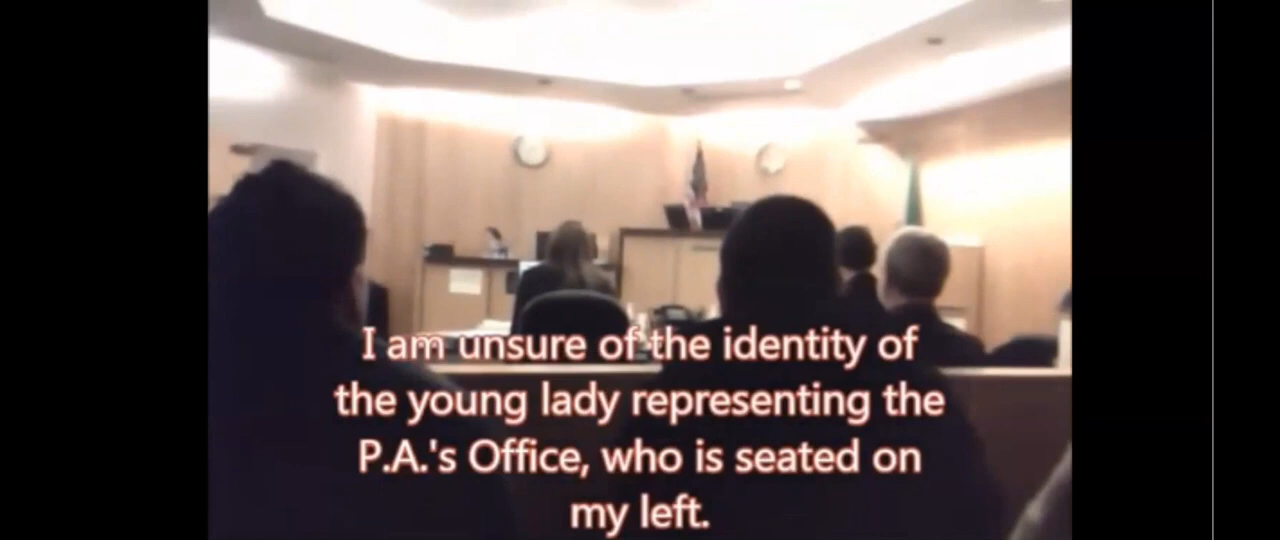 I am unsure of the identity of
the young lady representing the
P.A.'s Office, who is seated on
my left.